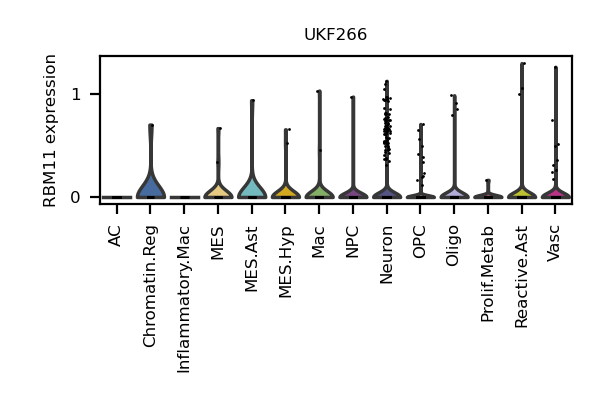 UKF266
RBM11 expression
1
0
AC
Chromatin.Reg
Inflammatory.Mac
MES
MES.Ast
MES.Hyp
Mac
NPC
Neuron
OPC
Oligo
Prolif.Metab
Reactive.Ast
Vasc